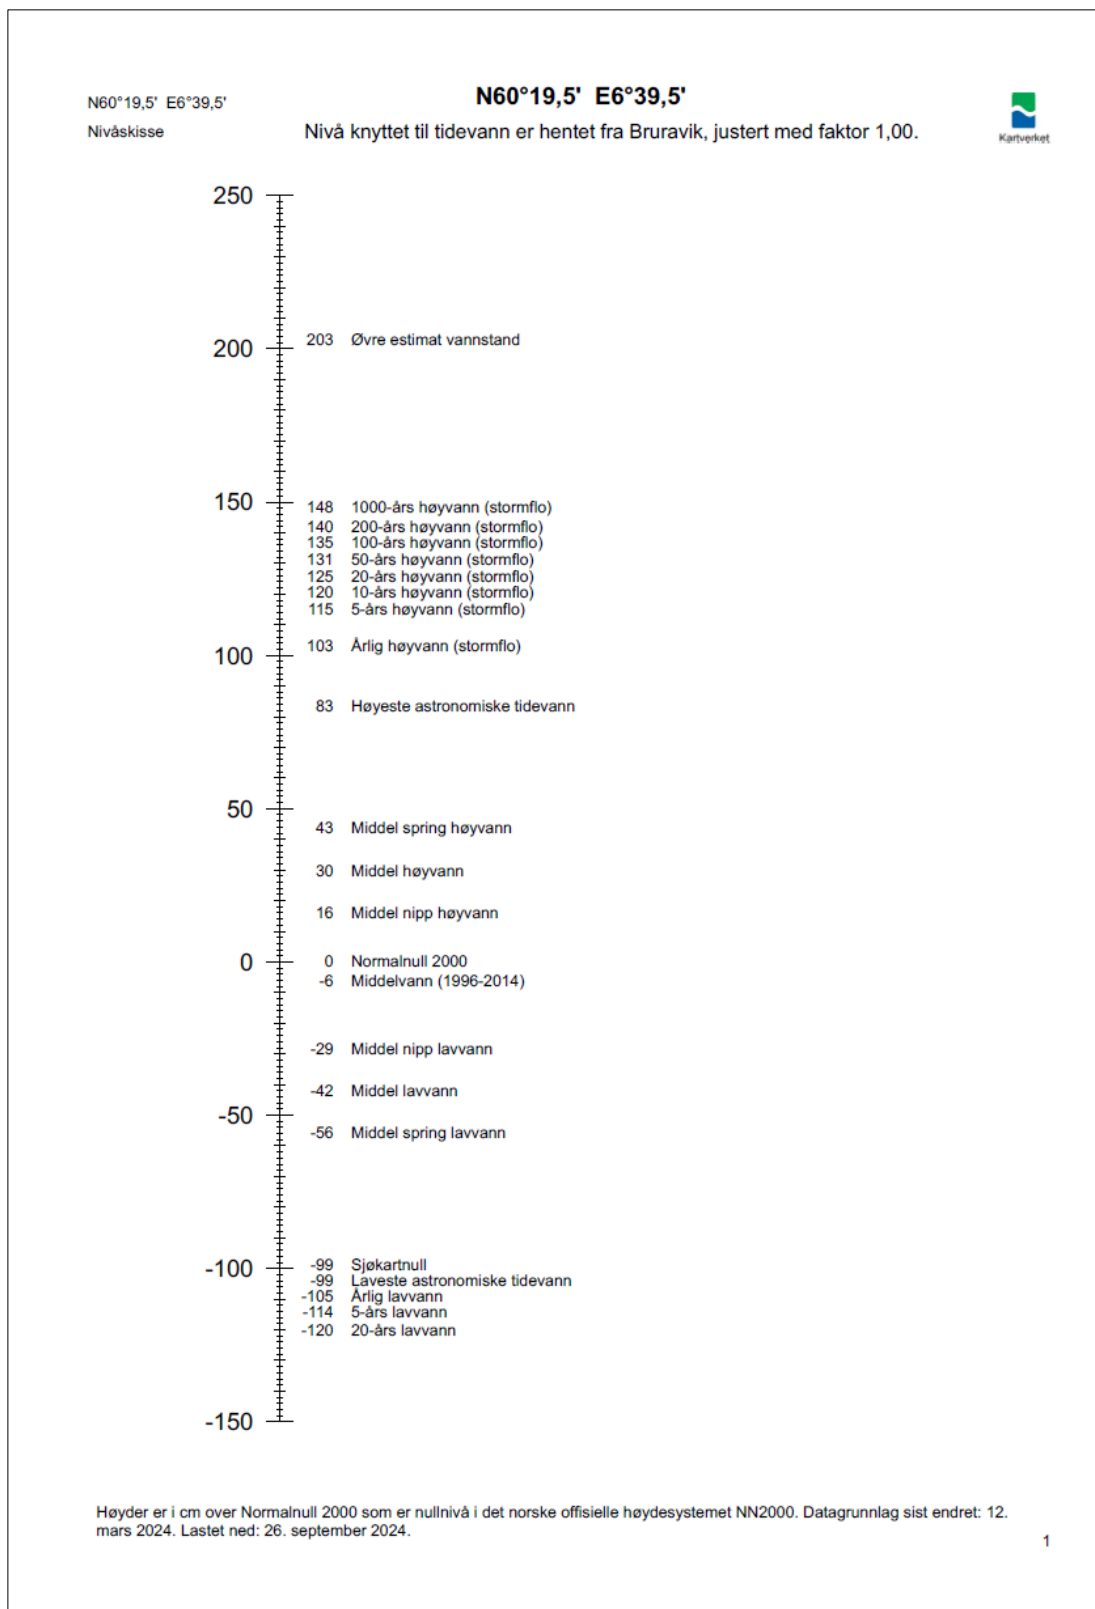 N60°19,5' E6°39,5'
N60°19,5' E6°39,5'
Nivåskisse
Nivå knyttet til tidevann er hentet fra Bruravik, justert med faktor 1,00.
Kartverket
250
203 Øvre estimat vannstand
200
150
148 1000-års høyvann (stormflo)
140 200-års høyvann (stormflo)
135 100-års høyvann (stormflo)
131 50-års høyvann (stormflo)
125 20-års høyvann (stormflo)
120 10-års høyvann (stormflo)
115 5-års høyvann (stormflo)
103 Årlig høyvann (stormflo)
100
83 Høyeste astronomiske tidevann
50
43 Middel spring høyvann
30 Middel høyvann
16 Middel nipp høyvann
0
0 Normalnull 2000
-6 Middelvann (1996-2014)
-29 Middel nipp lavvann
-42 Middel lavvann
-50
-56 Middel spring lavvann
-99 Sjøkartnull
-100
-99 Laveste astronomiske tidevann
-105 Årlig lavvann
-114 5-års lavvann
-120 20-års lavvann
-150
Høyder er i cm over Normalnull 2000 som er nullnivå i det norske offisielle høydesystemet NN2000. Datagrunnlag sist endret: 12.
mars 2024. Lastet ned: 26. september 2024.
1